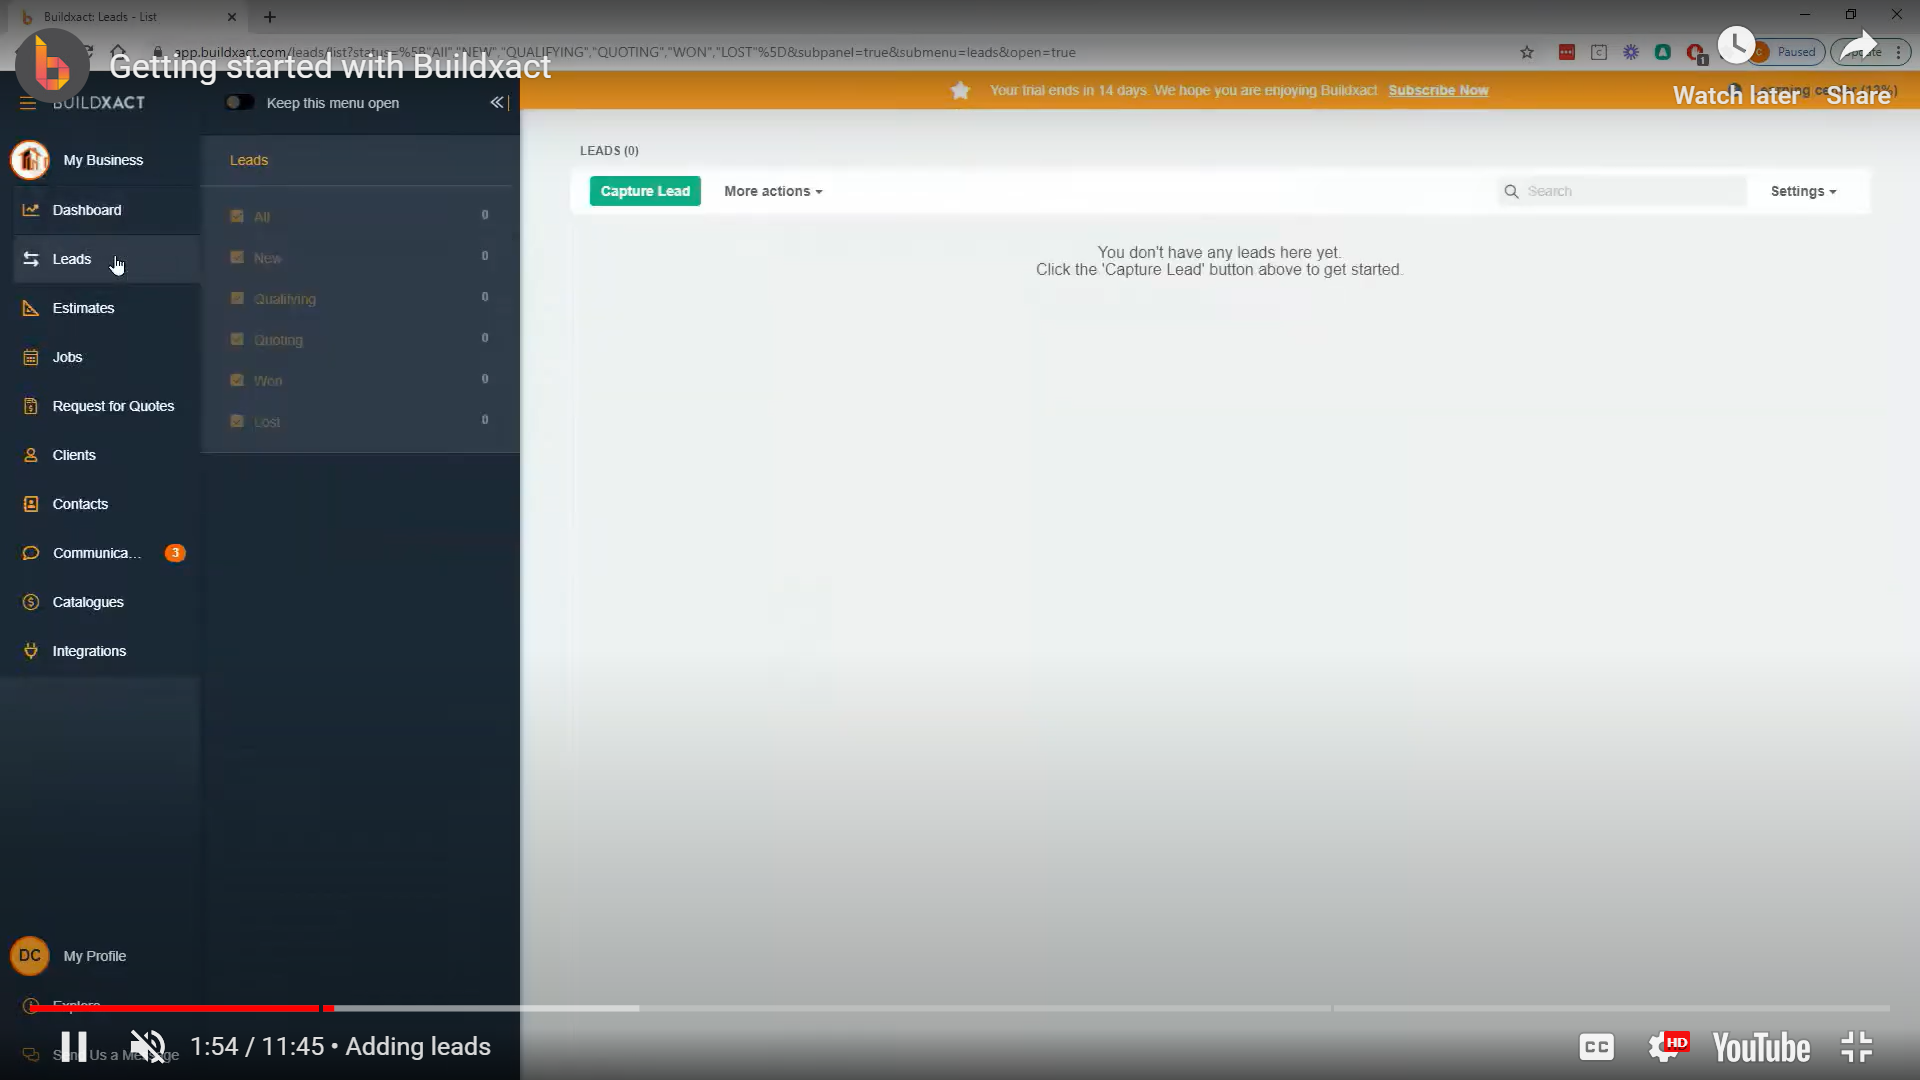 Buildxact: Leads - List
app.buildxact.com/leads/list?status=%5B"All","NEW","QUALIFYING","QUOTING","WON","LOST"%5D&subpanel=true&submenu=leads&open=true
1
Paused
Getting started with Buildxact
BUILDXACT
Keep this menu open
Your trial ends in 14 days. We hope you are enjoying Buildxact Subscribe Now
Watch later
Share
LEADS (0)
My Business
Leads
Capture Lead
More actions
Search
Settings
Dashboard
All 0
Leads
New 0
You don't have any leads here yet.
Click the 'Capture Lead' button above to get started.
Estimates
Qualifying 0
Quoting 0
Jobs
Won 0
Request for Quotes
Lost 0
Clients
Contacts
Communica... 3
Catalogues
Integrations
DC My Profile
Explore
Send Us a Message
1:54 / 11:45 • Adding leads
CC
HD
YouTube